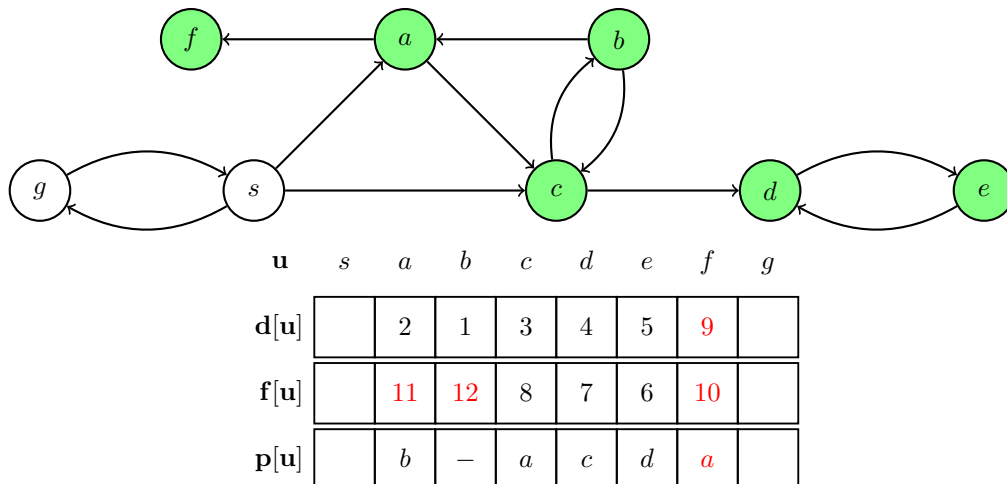 f a b
g s c d e
u s a b c d e f g
d[u] 2 1 3 4 5 9
f[u] 11 12 8 7 6 10
p[u] b − a c d a